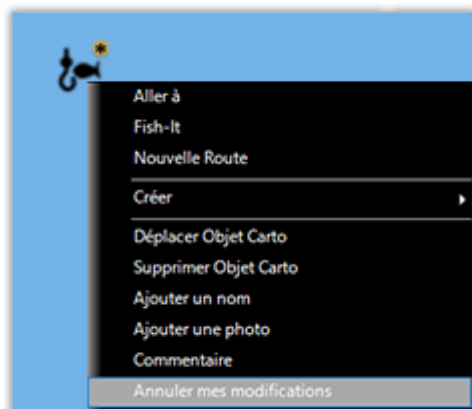 Aller à
Fish-It
Nouvelle Route
Créer
Déplacer Objet Carto
Supprimer Objet Carto
Ajouter un nom
Ajouter une photo
Commentaire
Annuler mes modifications